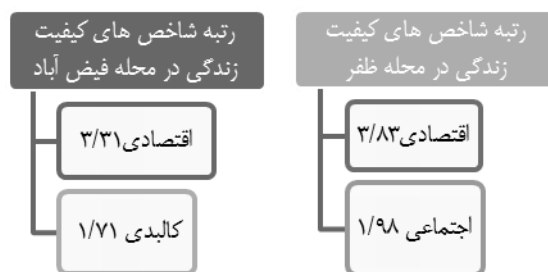 رتبه شاخص های کیفیت
زندگی در محله ظفر
اقتصادی۳/۸۳
اجتماعی ۱/۹۸
رتبه شاخص های کیفیت
زندگی در محله فیض آباد
اقتصادی۳/۳۱
کالبدی ۱/۷۱